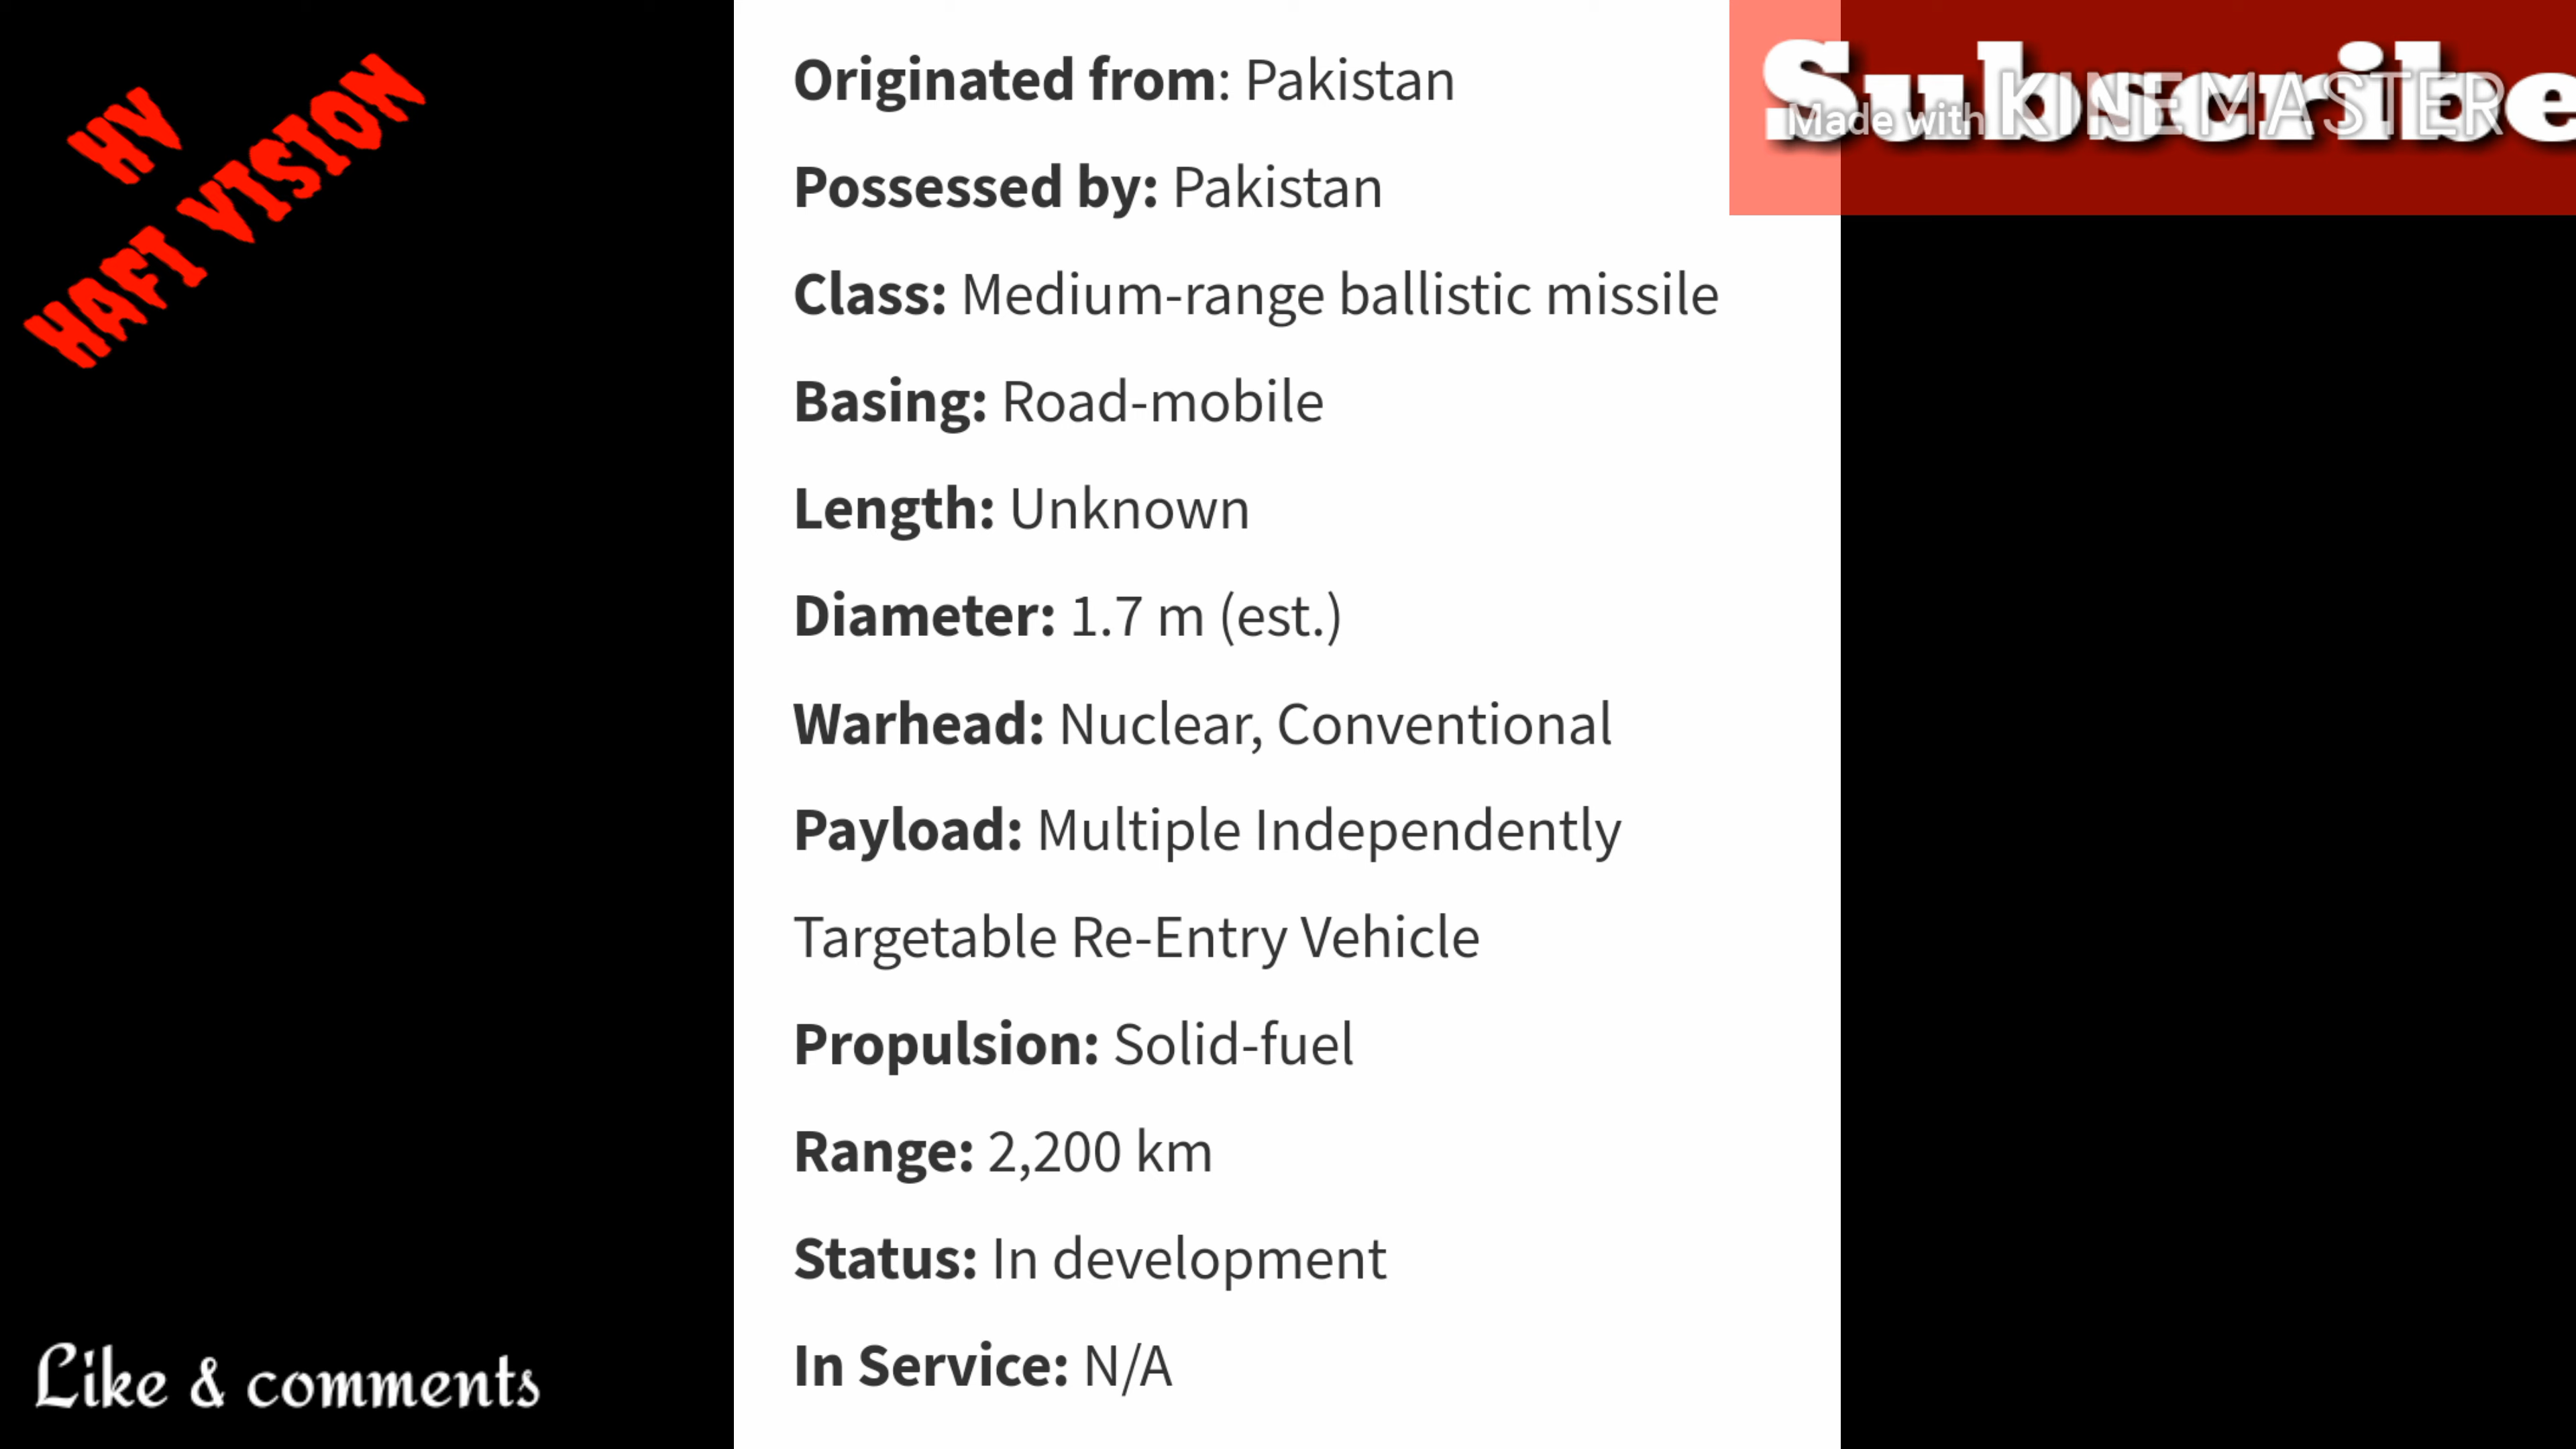 HV
HAFT VISION
Subscribe
Made with KINEMASTER
Originated from: Pakistan
Possessed by: Pakistan
Class: Medium-range ballistic missile
Basing: Road-mobile
Length: Unknown
Diameter: 1.7 m (est.)
Warhead: Nuclear, Conventional
Payload: Multiple Independently
Targetable Re-Entry Vehicle
Propulsion: Solid-fuel
Range: 2,200 km
Status: In development
In Service: N/A
Like & comments